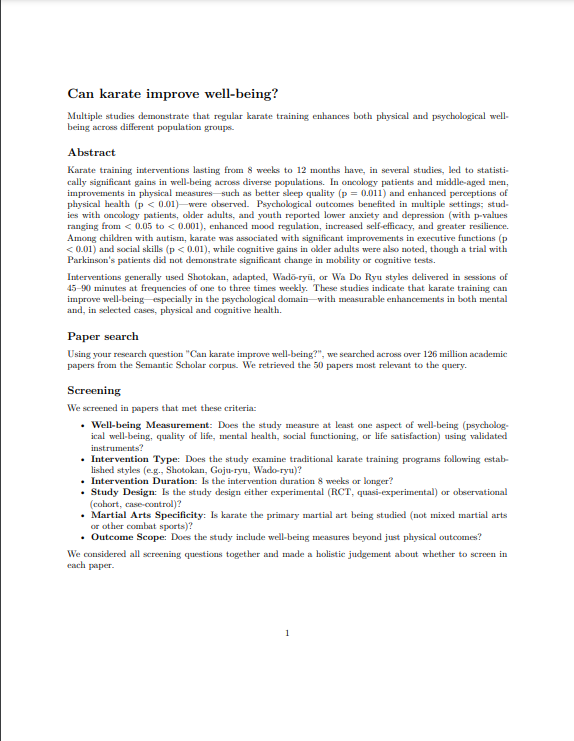 Can karate improve well-being?
Multiple studies demonstrate that regular karate training enhances both physical and psychological well-
being across different population groups.
Abstract
Karate training interventions lasting from 8 weeks to 12 months have, in several studies, led to statisti-
cally significant gains in well-being across diverse populations. In oncology patients and middle-aged men,
improvements in physical measures—such as better sleep quality (p = 0.011) and enhanced perceptions of
physical health (p < 0.01)—were observed. Psychological outcomes benefited in multiple settings; stud-
ies with oncology patients, older adults, and youth reported lower anxiety and depression (with p-values
ranging from < 0.05 to < 0.001), enhanced mood regulation, increased self-efficacy, and greater resilience.
Among children with autism, karate was associated with significant improvements in executive functions (p
< 0.01) and social skills (p < 0.01), while cognitive gains in older adults were also noted, though a trial with
Parkinson's patients did not demonstrate significant change in mobility or cognitive tests.
Interventions generally used Shotokan, adapted, Wadō-ryū, or Wa Do Ryu styles delivered in sessions of
45–90 minutes at frequencies of one to three times weekly. These studies indicate that karate training can
improve well-being—especially in the psychological domain—with measurable enhancements in both mental
and, in selected cases, physical and cognitive health.
Paper search
Using your research question "Can karate improve well-being?", we searched across over 126 million academic
papers from the Semantic Scholar corpus. We retrieved the 50 papers most relevant to the query.
Screening
We screened in papers that met these criteria:
• Well-being Measurement: Does the study measure at least one aspect of well-being (psycholog-
ical well-being, quality of life, mental health, social functioning, or life satisfaction) using validated
instruments?
• Intervention Type: Does the study examine traditional karate training programs following estab-
lished styles (e.g., Shotokan, Goju-ryu, Wado-ryu)?
• Intervention Duration: Is the intervention duration 8 weeks or longer?
• Study Design: Is the study design either experimental (RCT, quasi-experimental) or observational
(cohort, case-control)?
• Martial Arts Specificity: Is karate the primary martial art being studied (not mixed martial arts
or other combat sports)?
• Outcome Scope: Does the study include well-being measures beyond just physical outcomes?
We considered all screening questions together and made a holistic judgement about whether to screen in
each paper.
1